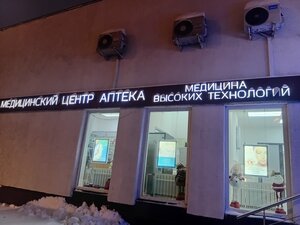 МЕДИЦИНСКИЙ ЦЕНТР АПТЕКА
МЕДИЦИНА
ВЫСОКИХ ТЕХНОЛОГИЙ